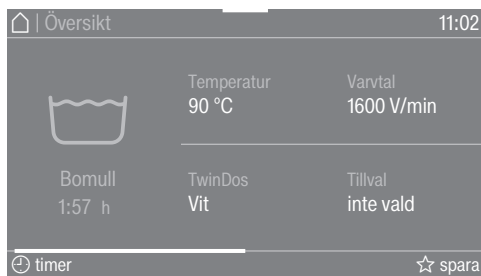 | Översikt 11:02
Temperatur Varvtal
90 °C 1600 V/min
Bomull TwinDos Tillval
1:57 h Vit inte vald
timer spara